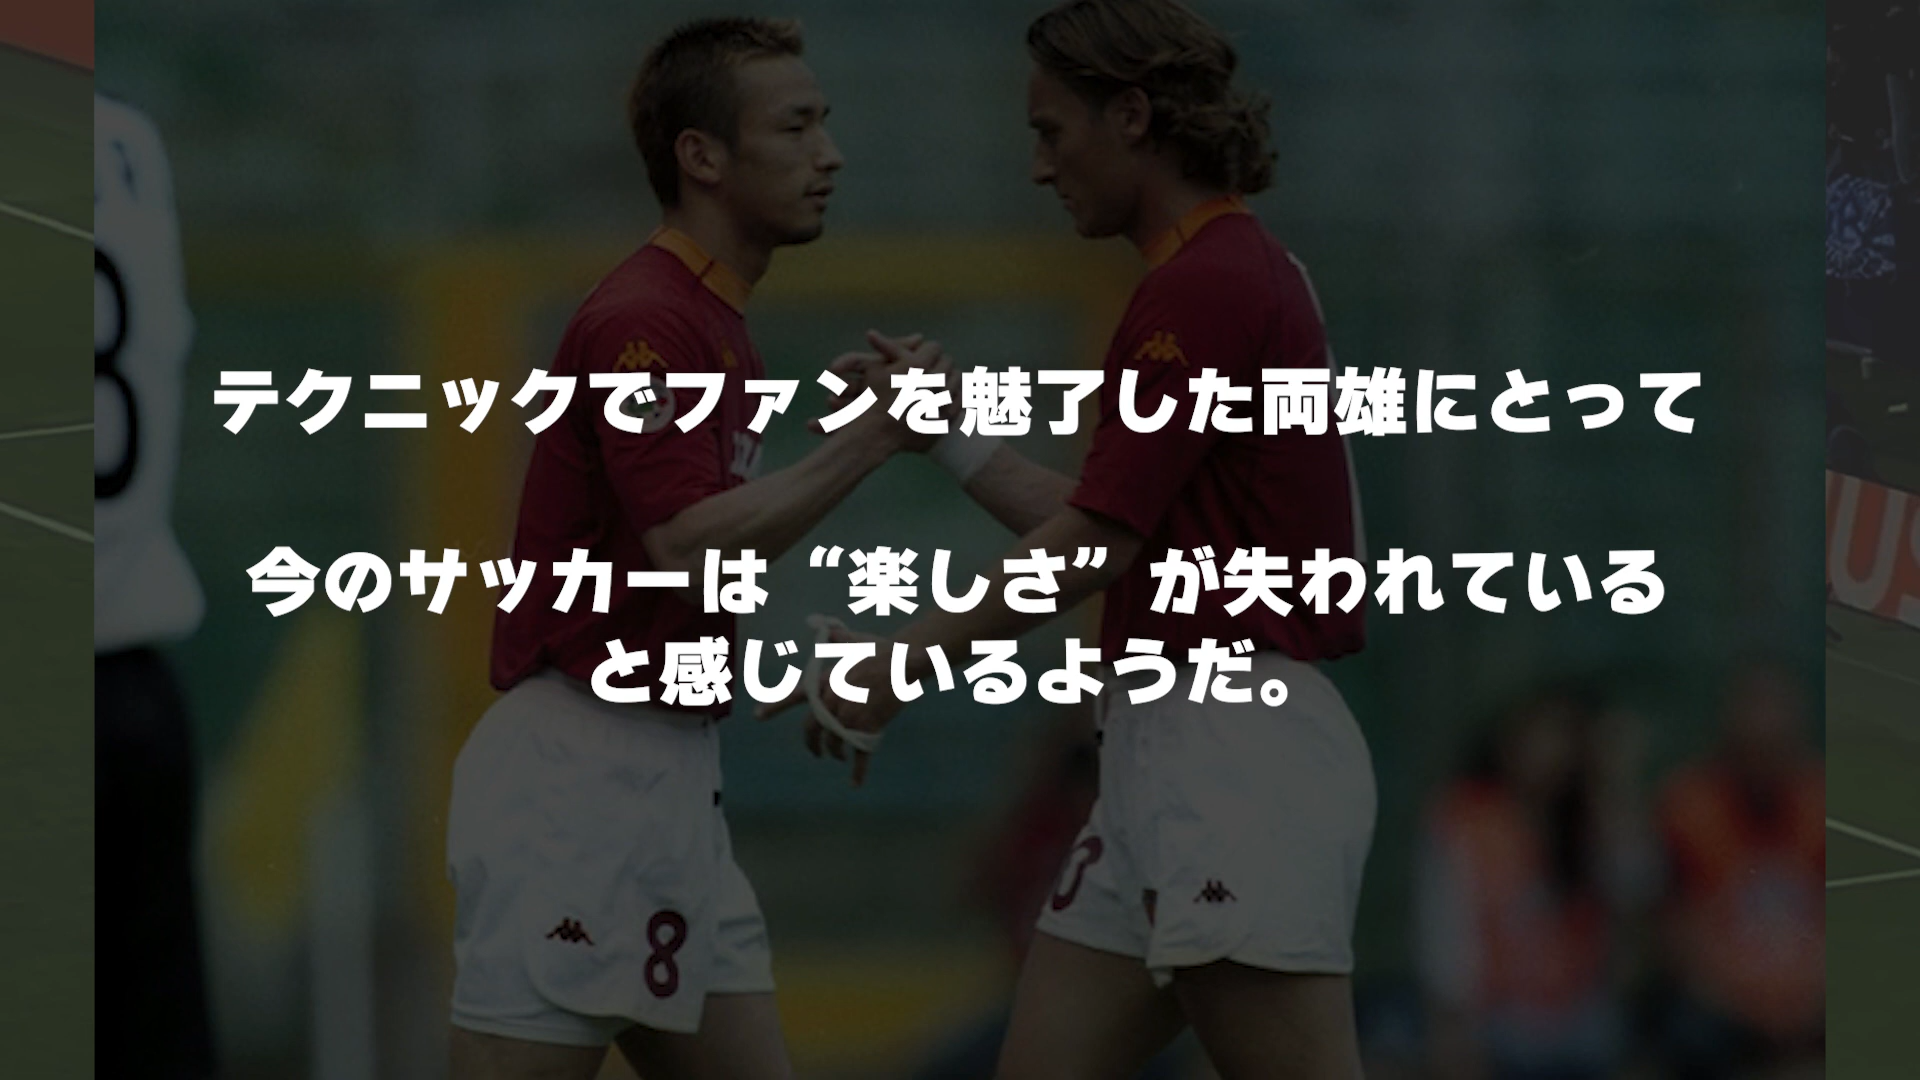 テクニックでファンを魅了した両雄にとって
今のサッカーは“楽しさ”が失われている
と感じているようだ。
8
US